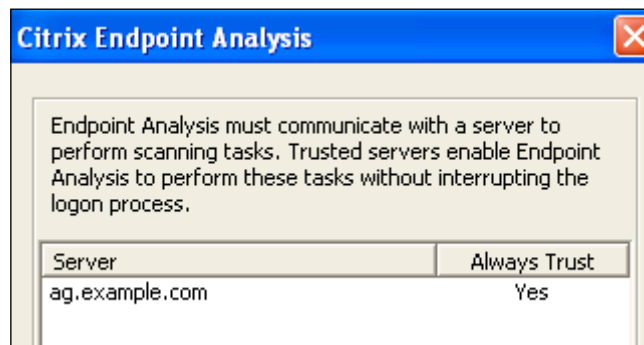 Citrix Endpoint Analysis
Endpoint Analysis must communicate with a server to
perform scanning tasks. Trusted servers enable Endpoint
Analysis to perform these tasks without interrupting the
logon process.
Server Always Trust
ag.example.com Yes